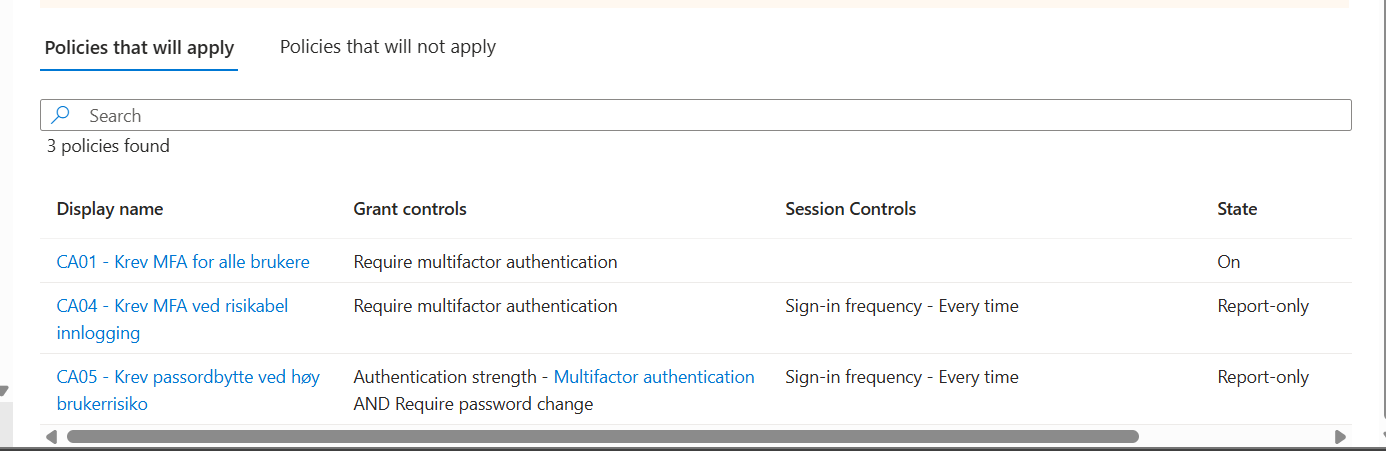 Policies that will apply Policies that will not apply
Search
3 policies found
Display name Grant controls Session Controls State
CA01 - Krev MFA for alle brukere Require multifactor authentication On
CA04 - Krev MFA ved risikabel Require multifactor authentication Sign-in frequency - Every time Report-only
innlogging
CA05 - Krev passordbytte ved høy Authentication strength - Multifactor authentication Sign-in frequency - Every time Report-only
brukerrisiko AND Require password change